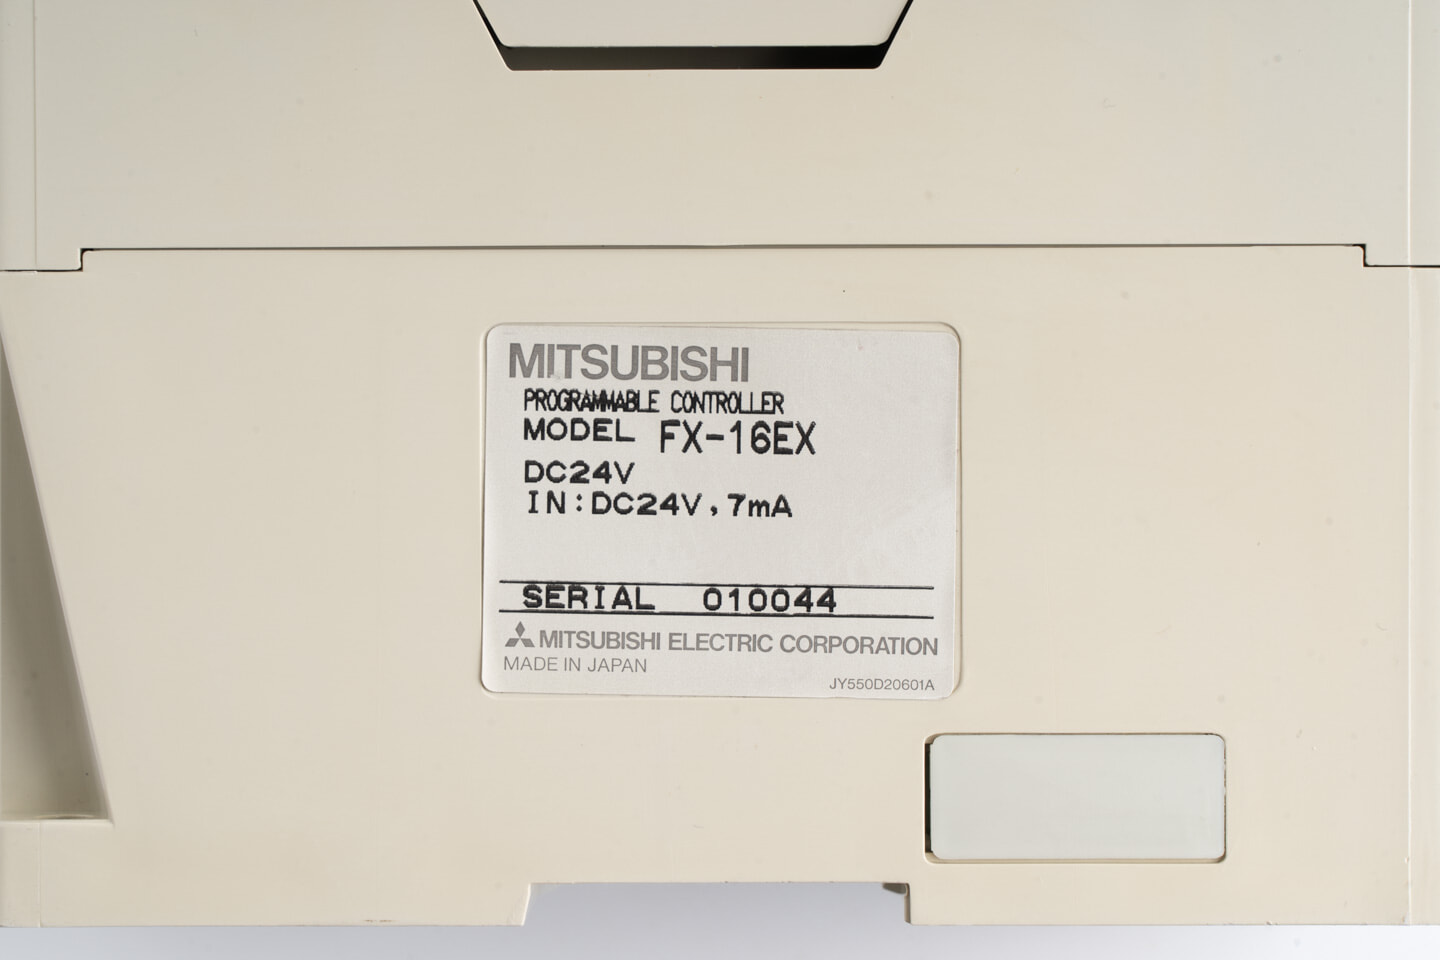 MITSUBISHI
PROGRAMMABLE CONTROLLER
MODEL FX-16EX
DC24V
IN:DC24V,7mA
SERIAL 010044
MITSUBISHI ELECTRIC CORPORATION
MADE IN JAPAN
JY550D20601A